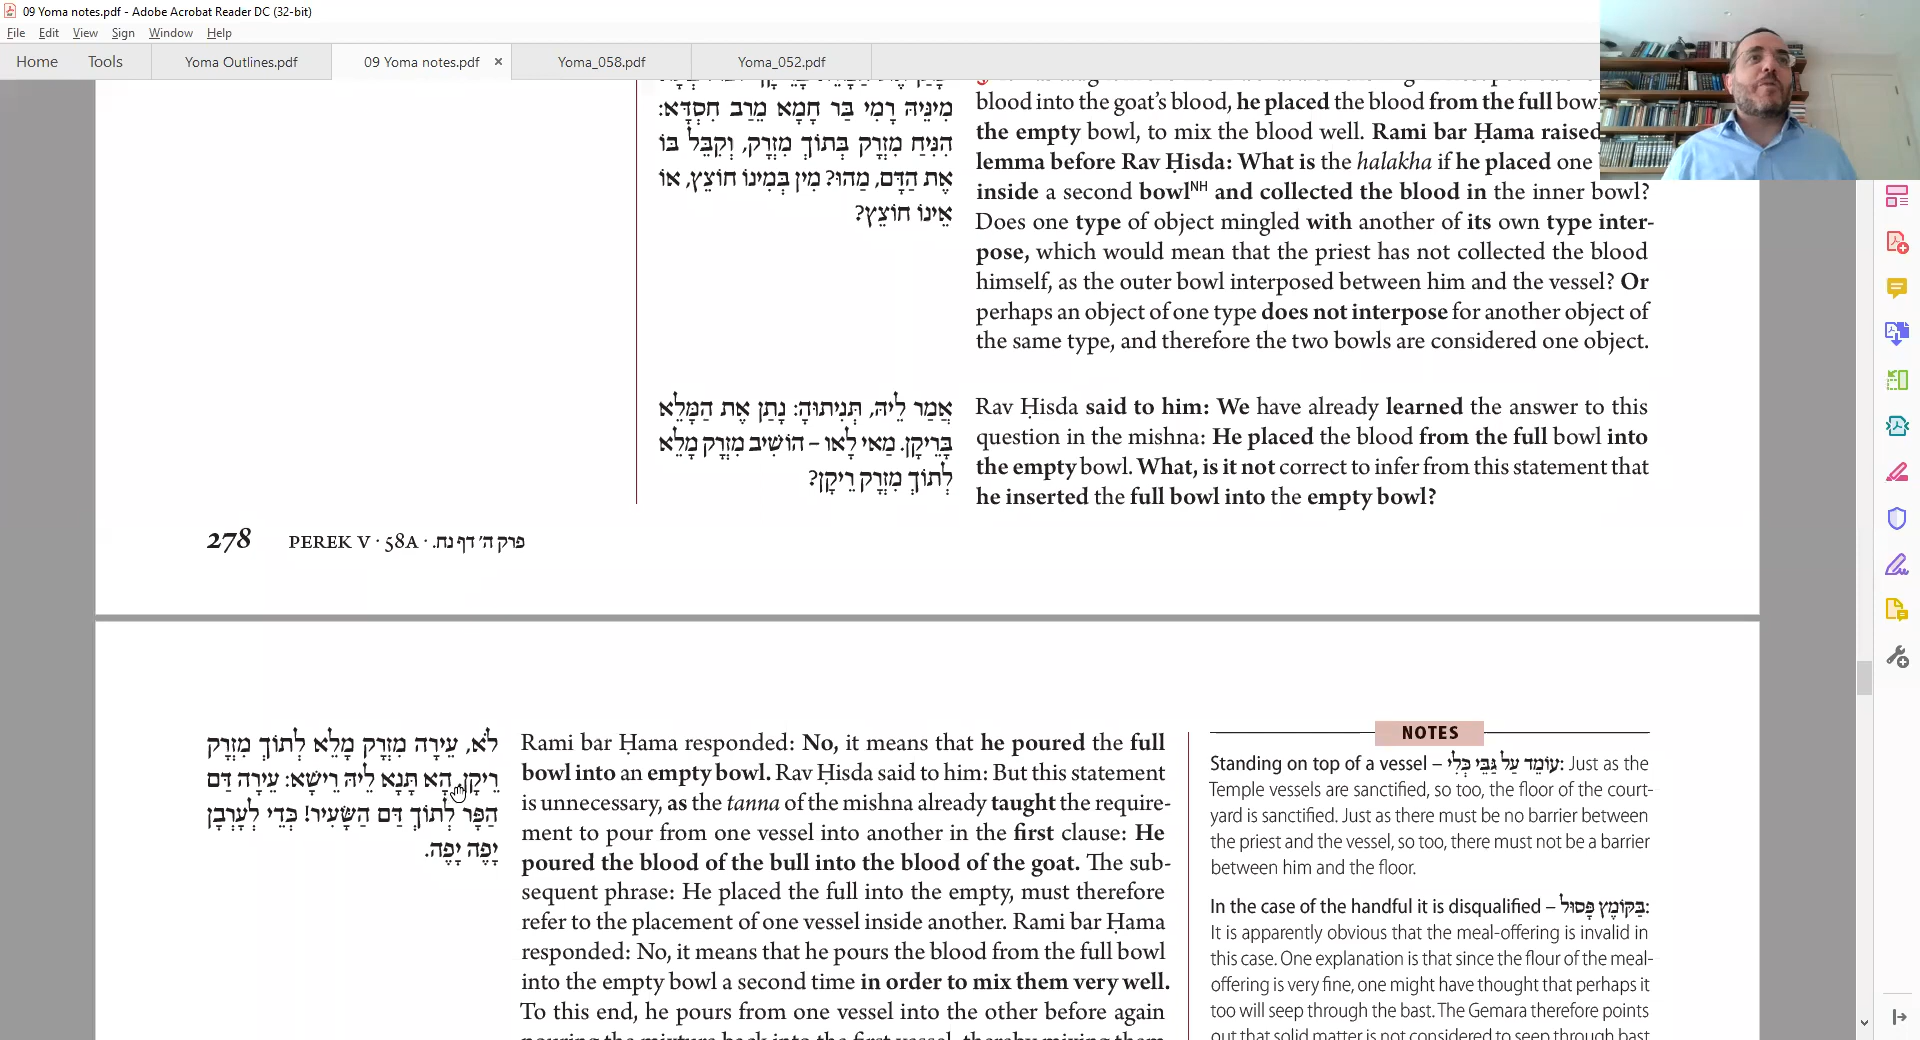 09 Yoma notes.pdf - Adobe Acrobat Reader DC (32-bit)
File Edit View Sign Window Help
Home Tools Yoma Outlines.pdf 09 Yoma notes.pdf × Yoma_058.pdf Yoma_052.pdf
מִינֵּיהּ רָמֵי בַּר חָמָא מֵרַב חִסְדָּא:
הִנִּיחַ מִזְרָק בְּתוֹךְ מִזְרָק, וְקִבֵּל בּוֹ
אֶת הַדָּם, מַהוּ? מִין בְּמִינוֹ חוֹצֵץ, אוֹ
אֵינוֹ חוֹצֵץ?
blood into the goat's blood, he placed the blood from the full
the empty bowl, to mix the blood well. Rami bar Ḥama raised
lemma before Rav Ḥisda: What is the halakha if he placed one
inside a second bowlNH and collected the blood in the inner bowl?
Does one type of object mingled with another of its own type inter-
pose, which would mean that the priest has not collected the blood
himself, as the outer bowl interposed between him and the vessel? Or
perhaps an object of one type does not interpose for another object of
the same type, and therefore the two bowls are considered one object.
אֲמַר לֵיהּ, תְּנֵיתוּהָ: נָתַן אֶת הַמָּלֵא
בָּרֵיקָן. מַאי לָאו – הוֹשִׁיב מִזְרָק מָלֵא
לְתוֹךְ מִזְרָק רֵיקָן?
Rav Ḥisda said to him: We have already learned the answer to this
question in the mishna: He placed the blood from the full bowl into
the empty bowl. What, is it not correct to infer from this statement that
he inserted the full bowl into the empty bowl?
278 PEREK V · 58A · פרק ה׳ דף נח.
לֹא, עֵירָה מִזְרָק מָלֵא לְתוֹךְ מִזְרָק
רֵיקָן. הָא תָּנָא לֵיהּ רֵישָׁא: עֵירָה דַּם
הַפָּר לְתוֹךְ דַּם הַשָּׂעִיר! כְּדֵי לְעָרְבָן
יָפֶה יָפֶה.
Rami bar Ḥama responded: No, it means that he poured the full
bowl into an empty bowl. Rav Ḥisda said to him: But this statement
is unnecessary, as the tanna of the mishna already taught the require-
ment to pour from one vessel into another in the first clause: He
poured the blood of the bull into the blood of the goat. The sub-
sequent phrase: He placed the full into the empty, must therefore
refer to the placement of one vessel inside another. Rami bar Ḥama
responded: No, it means that he pours the blood from the full bowl
into the empty bowl a second time in order to mix them very well.
To this end, he pours from one vessel into the other before again
pouring the mixture back into the first vessel, thereby mixing them
NOTES
Standing on top of a vessel – עוֹמֵד עַל גַּבֵּי כְּלִי: Just as the
Temple vessels are sanctified, so too, the floor of the court-
yard is sanctified. Just as there must be no barrier between
the priest and the vessel, so too, there must not be a barrier
between him and the floor.
In the case of the handful it is disqualified – בַּקּוֹמֶץ פָּסוּל:
It is apparently obvious that the meal-offering is invalid in
this case. One explanation is that since the flour of the meal-
offering is very fine, one might have thought that perhaps it
too will seep through the bast. The Gemara therefore points
out that solid matter is not considered to seep through bast